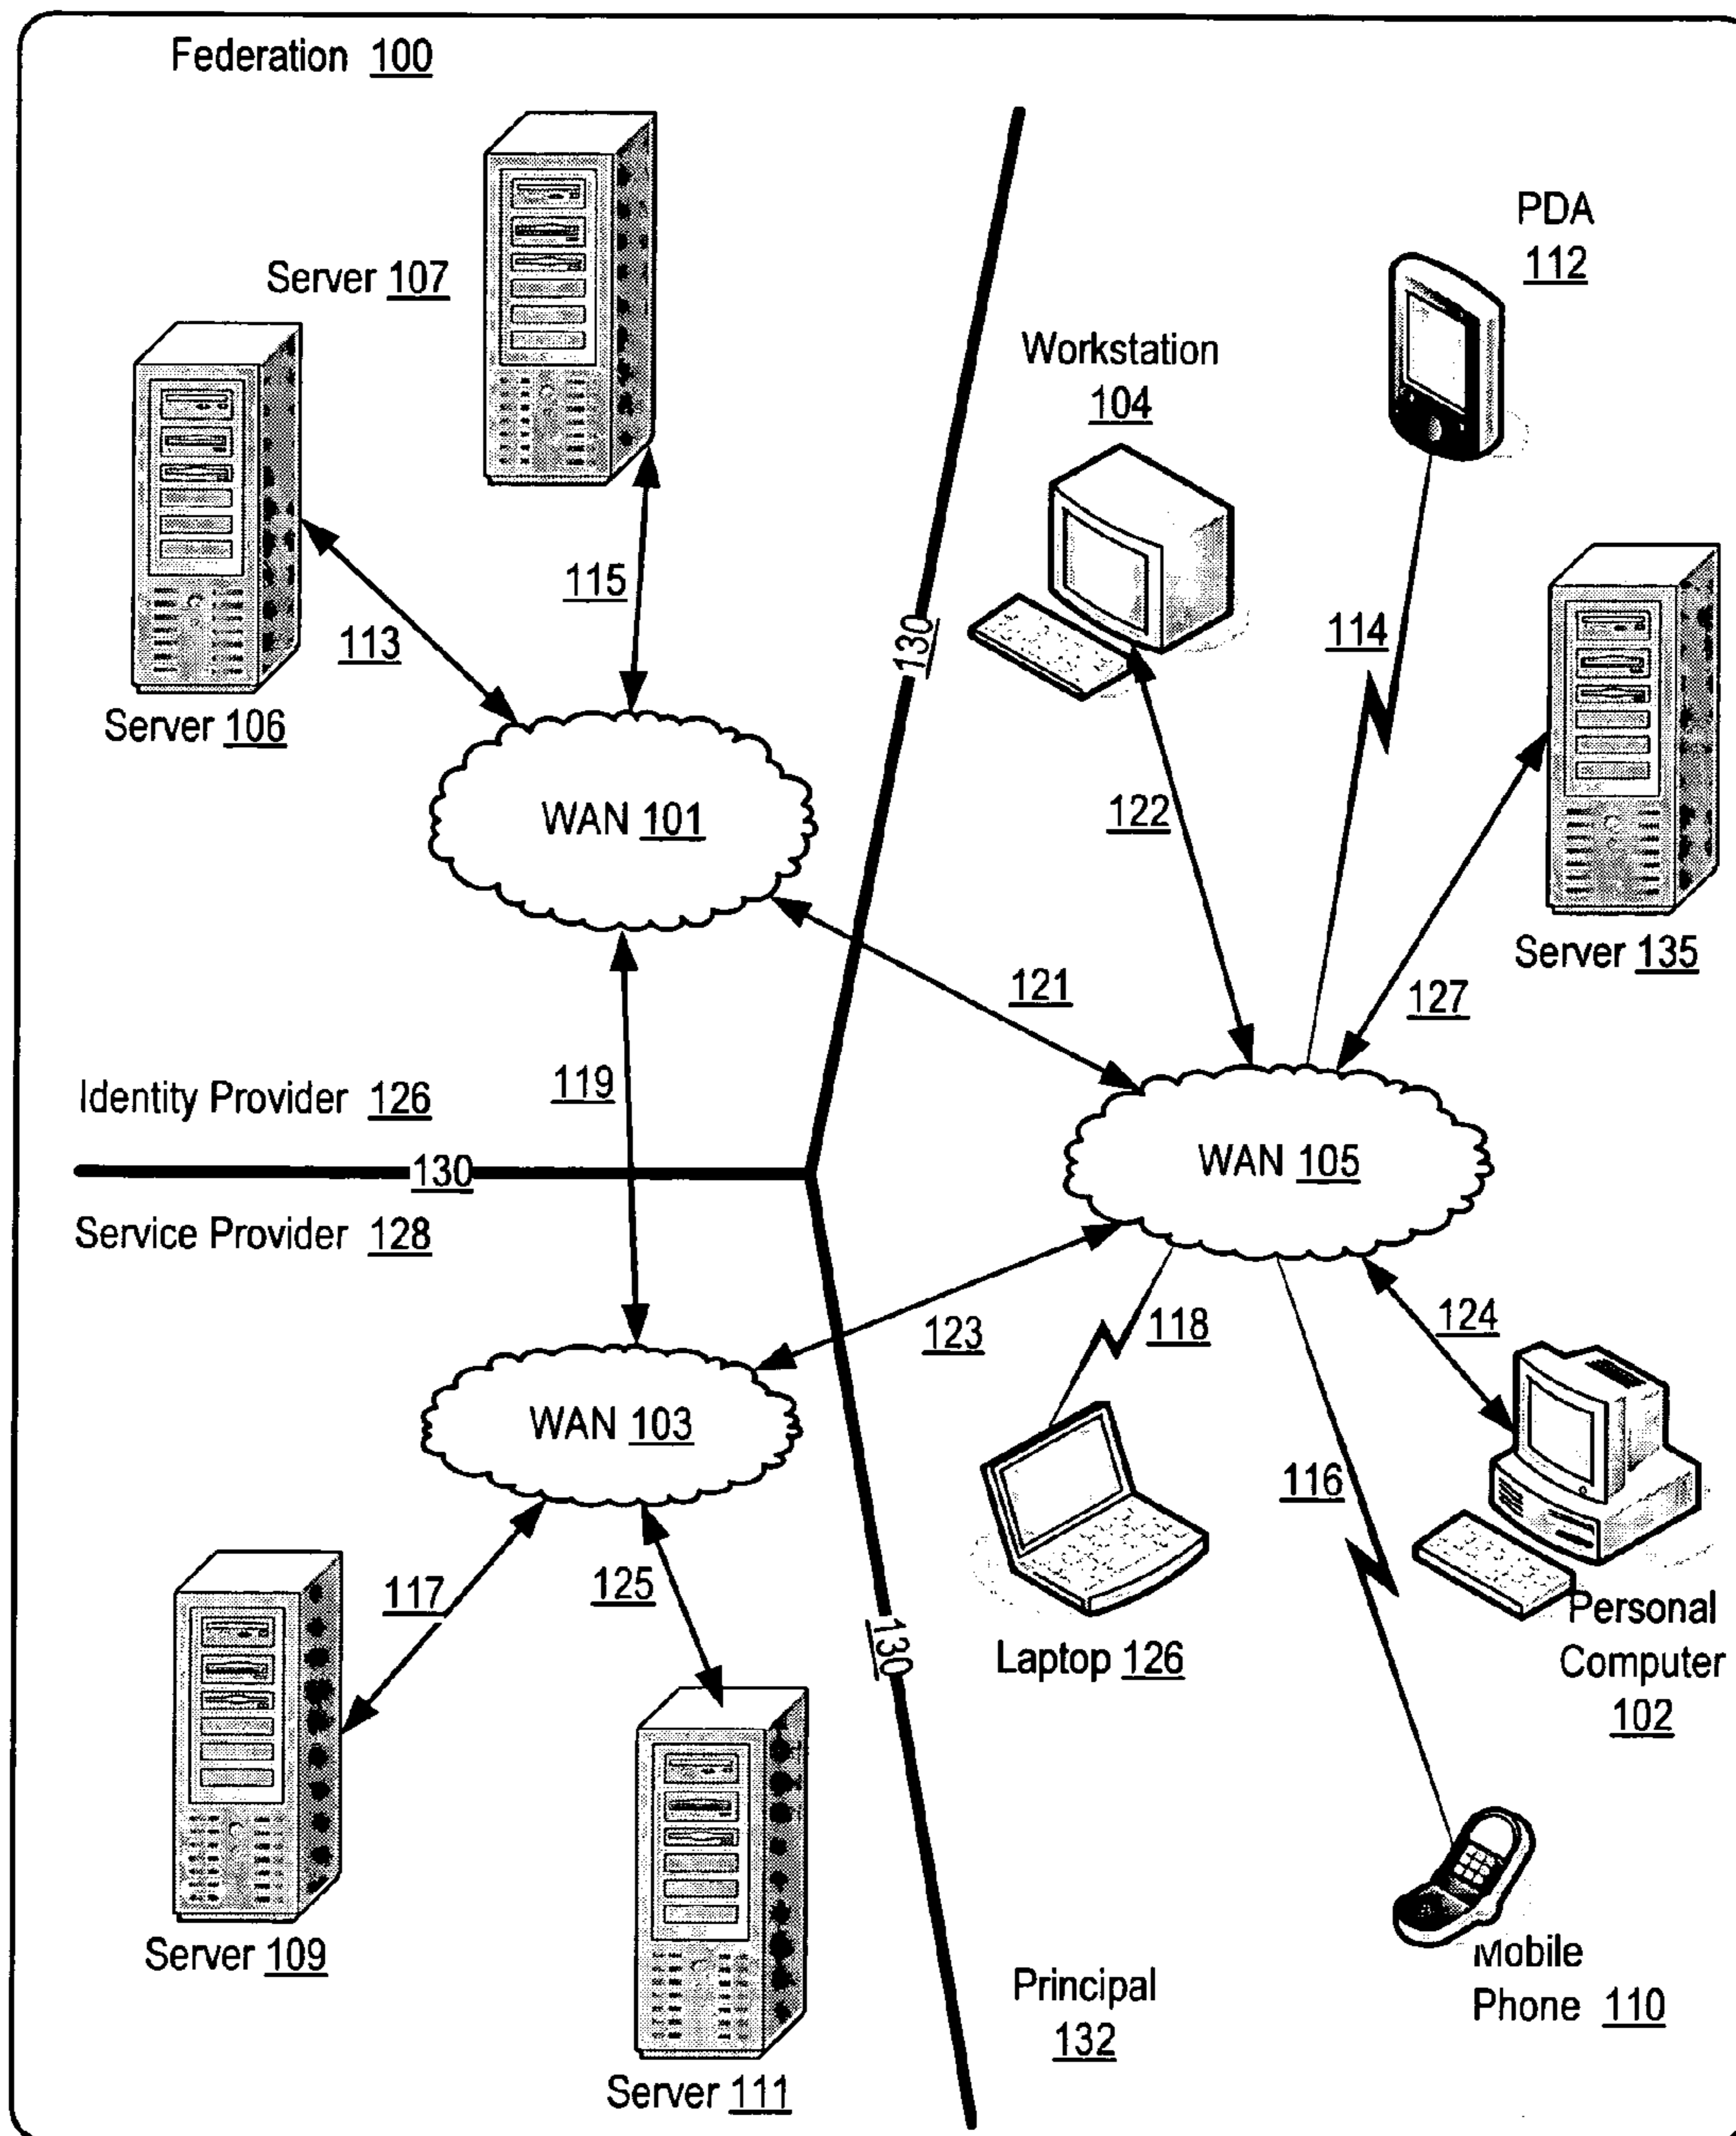 Federation 100
Server 107
PDA
112
Workstation
104
115
130
114
113
Server 106
122
WAN 101
Server 135
127
121
119
Identity Provider 126
WAN 105
130
Service Provider 128
123
118
124
WAN 103
116
117
125
130
Laptop 126
Personal
Computer
102
Server 109
Mobile
Phone 110
Principal
132
Server 111